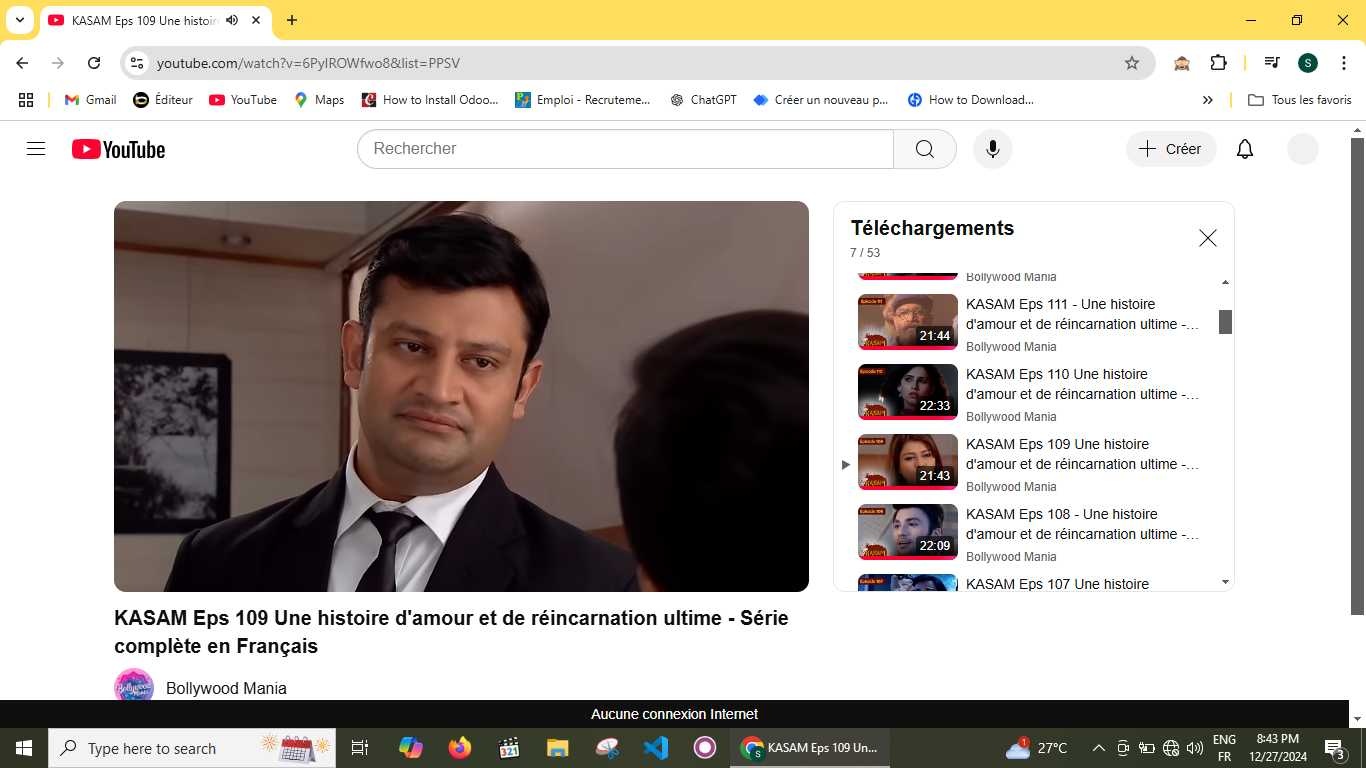 KASAM Eps 109 Une histoir
youtube.com/watch?v=6PylROWfwo8&list=PPSV
S
Gmail
Éditeur
YouTube
Maps
How to Install Odoo...
Emploi - Recruteme...
ChatGPT
Créer un nouveau p...
How to Download...
Tous les favoris
YouTube
Rechercher
Créer
Téléchargements
7 / 53
Bollywood Mania
KASAM Eps 111 - Une histoire
d'amour et de réincarnation ultime -...
21:44
Bollywood Mania
KASAM Eps 110 Une histoire
d'amour et de réincarnation ultime -...
22:33
Bollywood Mania
KASAM Eps 109 Une histoire
d'amour et de réincarnation ultime -...
21:43
Bollywood Mania
KASAM Eps 108 - Une histoire
d'amour et de réincarnation ultime -...
22:09
Bollywood Mania
KASAM Eps 107 Une histoire
KASAM Eps 109 Une histoire d'amour et de réincarnation ultime - Série
complète en Français
Bollywood Mania
Aucune connexion Internet
Type here to search
KASAM Eps 109 Un...
27°C
ENG
FR
8:43 PM
12/27/2024
3